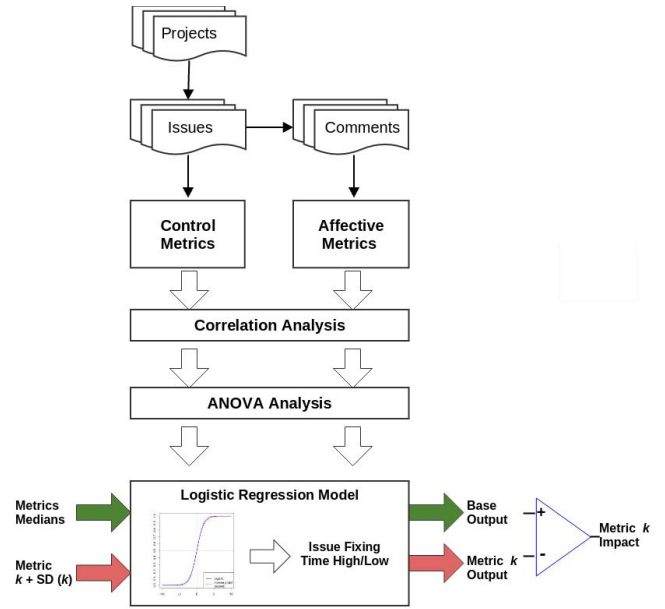 Projects
Issues
Comments
Control
Metrics
Affective
Metrics
Correlation Analysis
ANOVA Analysis
Logistic Regression Model
Metrics
Medians
Metric
k + SD (k)
Issue Fixing
Time High/Low
Base
Output
Metric k
Output
+
-
Metric k
Impact